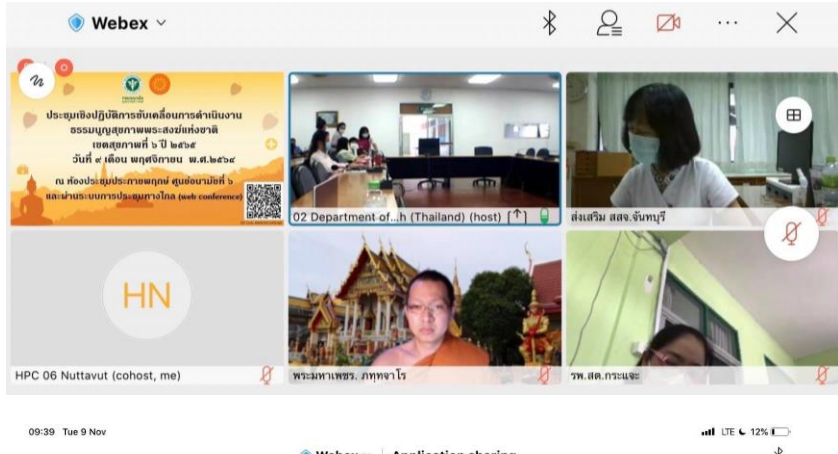 Webex
ประชุมเชิงปฏิบัติการขับเคลื่อนการดำเนินงาน
ธรรมนูญสุขภาพพระสงฆ์แห่งชาติ
เขตสุขภาพที่ ๖ ปี ๒๕๖๕
วันที่ ๙ เดือน พฤศจิกายน พ.ศ.๒๕๖๔
ณ ห้องประชุมประกายพฤกษ์ ศูนย์อนามัยที่ ๖
และผ่านระบบการประชุมทางไกล (web conference)
02 Department of...h (Thailand) (host)
ส่งเสริม สสจ.จันทบุรี
HN
HPC 06 Nuttavut (cohost, me)
พระมหาเพชร. ภททจาโร
รพ.สต.กระแจะ
09:39 Tue 9 Nov
LTE
12%
Webex
Application sharing